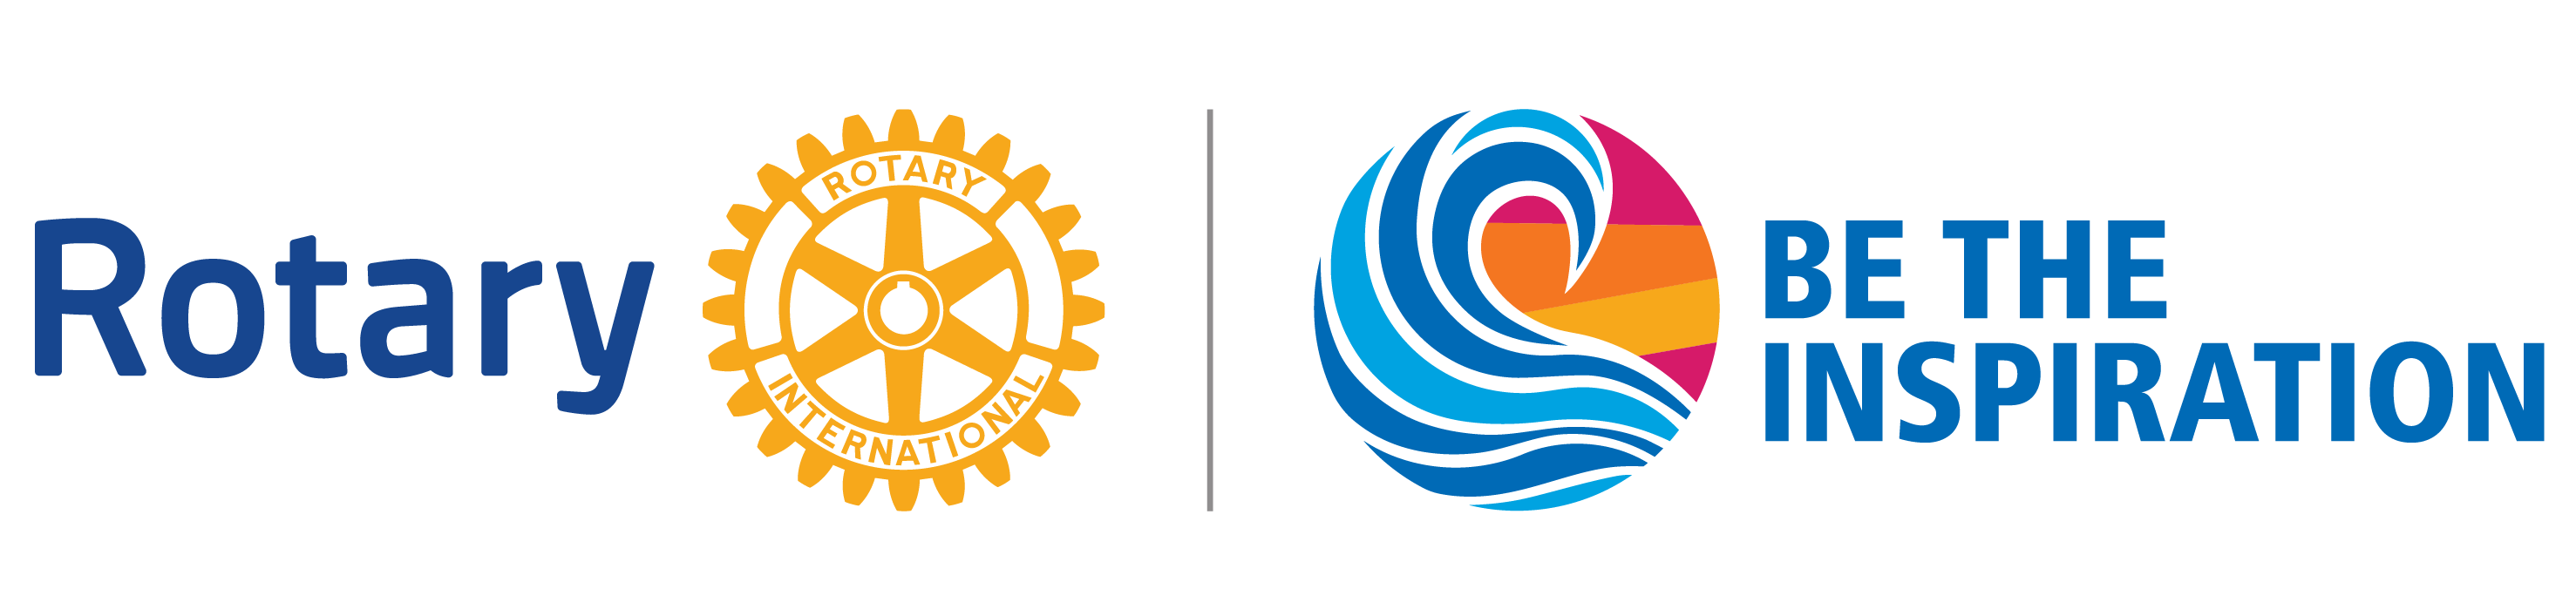 Rotary
ROTARY
INTERNATIONAL
BE THE
INSPIRATION